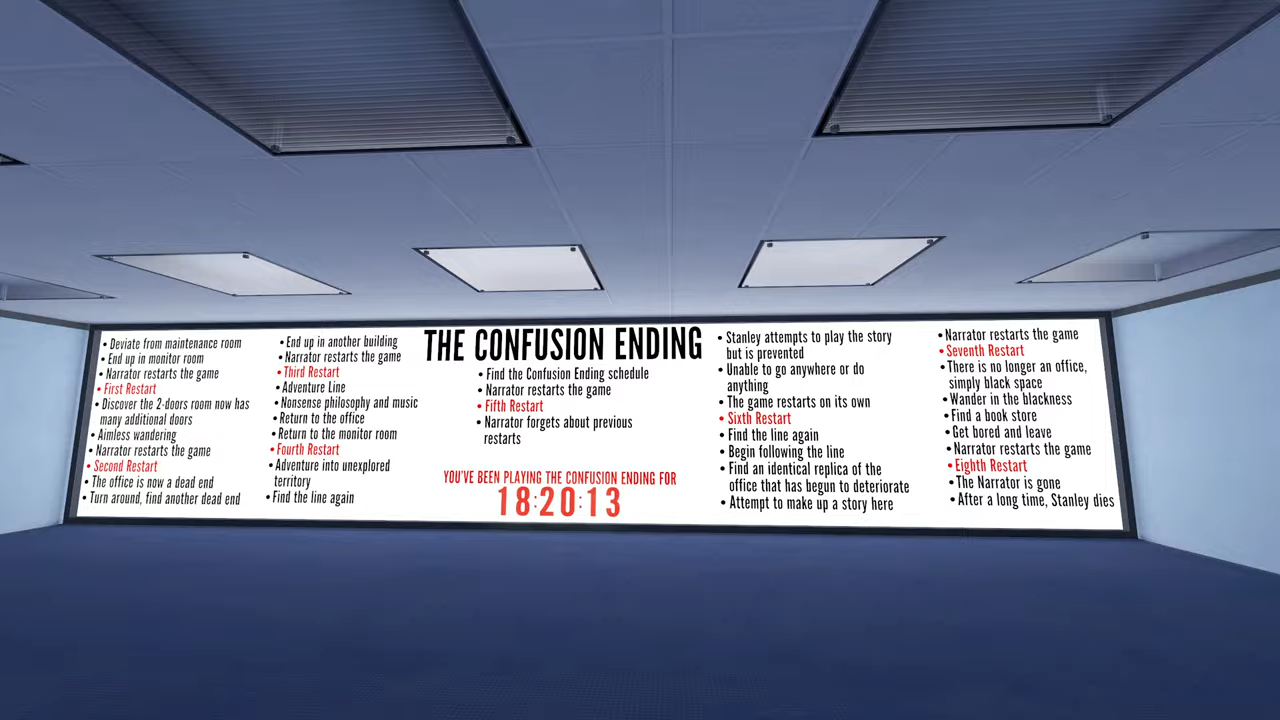 • Deviate from maintenance room
• End up in monitor room
• Narrator restarts the game
• First Restart
• Discover the 2-doors room now has
many additional doors
• Aimless wandering
• Narrator restarts the game
• Second Restart
• The office is now a dead end
• Turn around, find another dead end
• End up in another building
• Narrator restarts the game
• Third Restart
• Adventure Line
• Nonsense philosophy and music
• Return to the office
• Return to the monitor room
• Fourth Restart
• Adventure into unexplored
territory
• Find the line again
THE CONFUSION ENDING
• Find the Confusion Ending schedule
• Narrator restarts the game
• Fifth Restart
• Narrator forgets about previous
restarts
YOU'VE BEEN PLAYING THE CONFUSION ENDING FOR
18:20:13
• Stanley attempts to play the story
but is prevented
• Unable to go anywhere or do
anything
• The game restarts on its own
• Sixth Restart
• Find the line again
• Begin following the line
• Find an identical replica of the
office that has begun to deteriorate
• Attempt to make up a story here
• Narrator restarts the game
• Seventh Restart
• There is no longer an office,
simply black space
• Wander in the blackness
• Find a book store
• Get bored and leave
• Narrator restarts the game
• Eighth Restart
• The Narrator is gone
• After a long time, Stanley dies